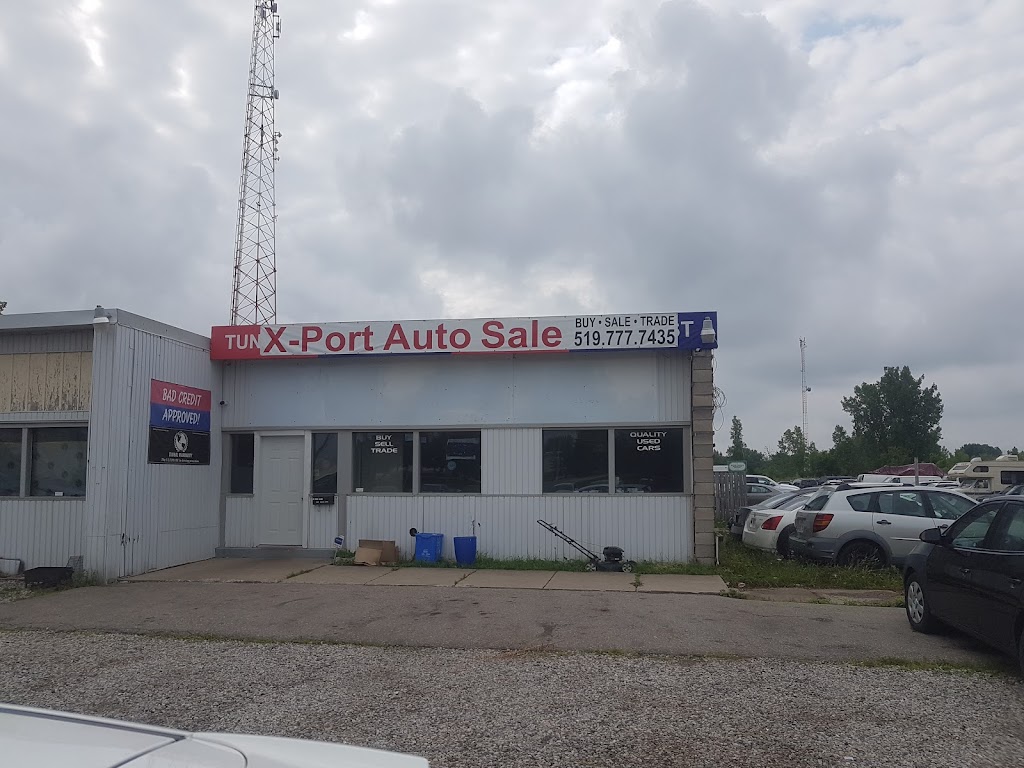 TUN X-Port Auto Sale BUY • SALE • TRADE
519.777.7435 T
BAD CREDIT
APPROVED!
BUY
SELL
TRADE
QUALITY
USED
CARS